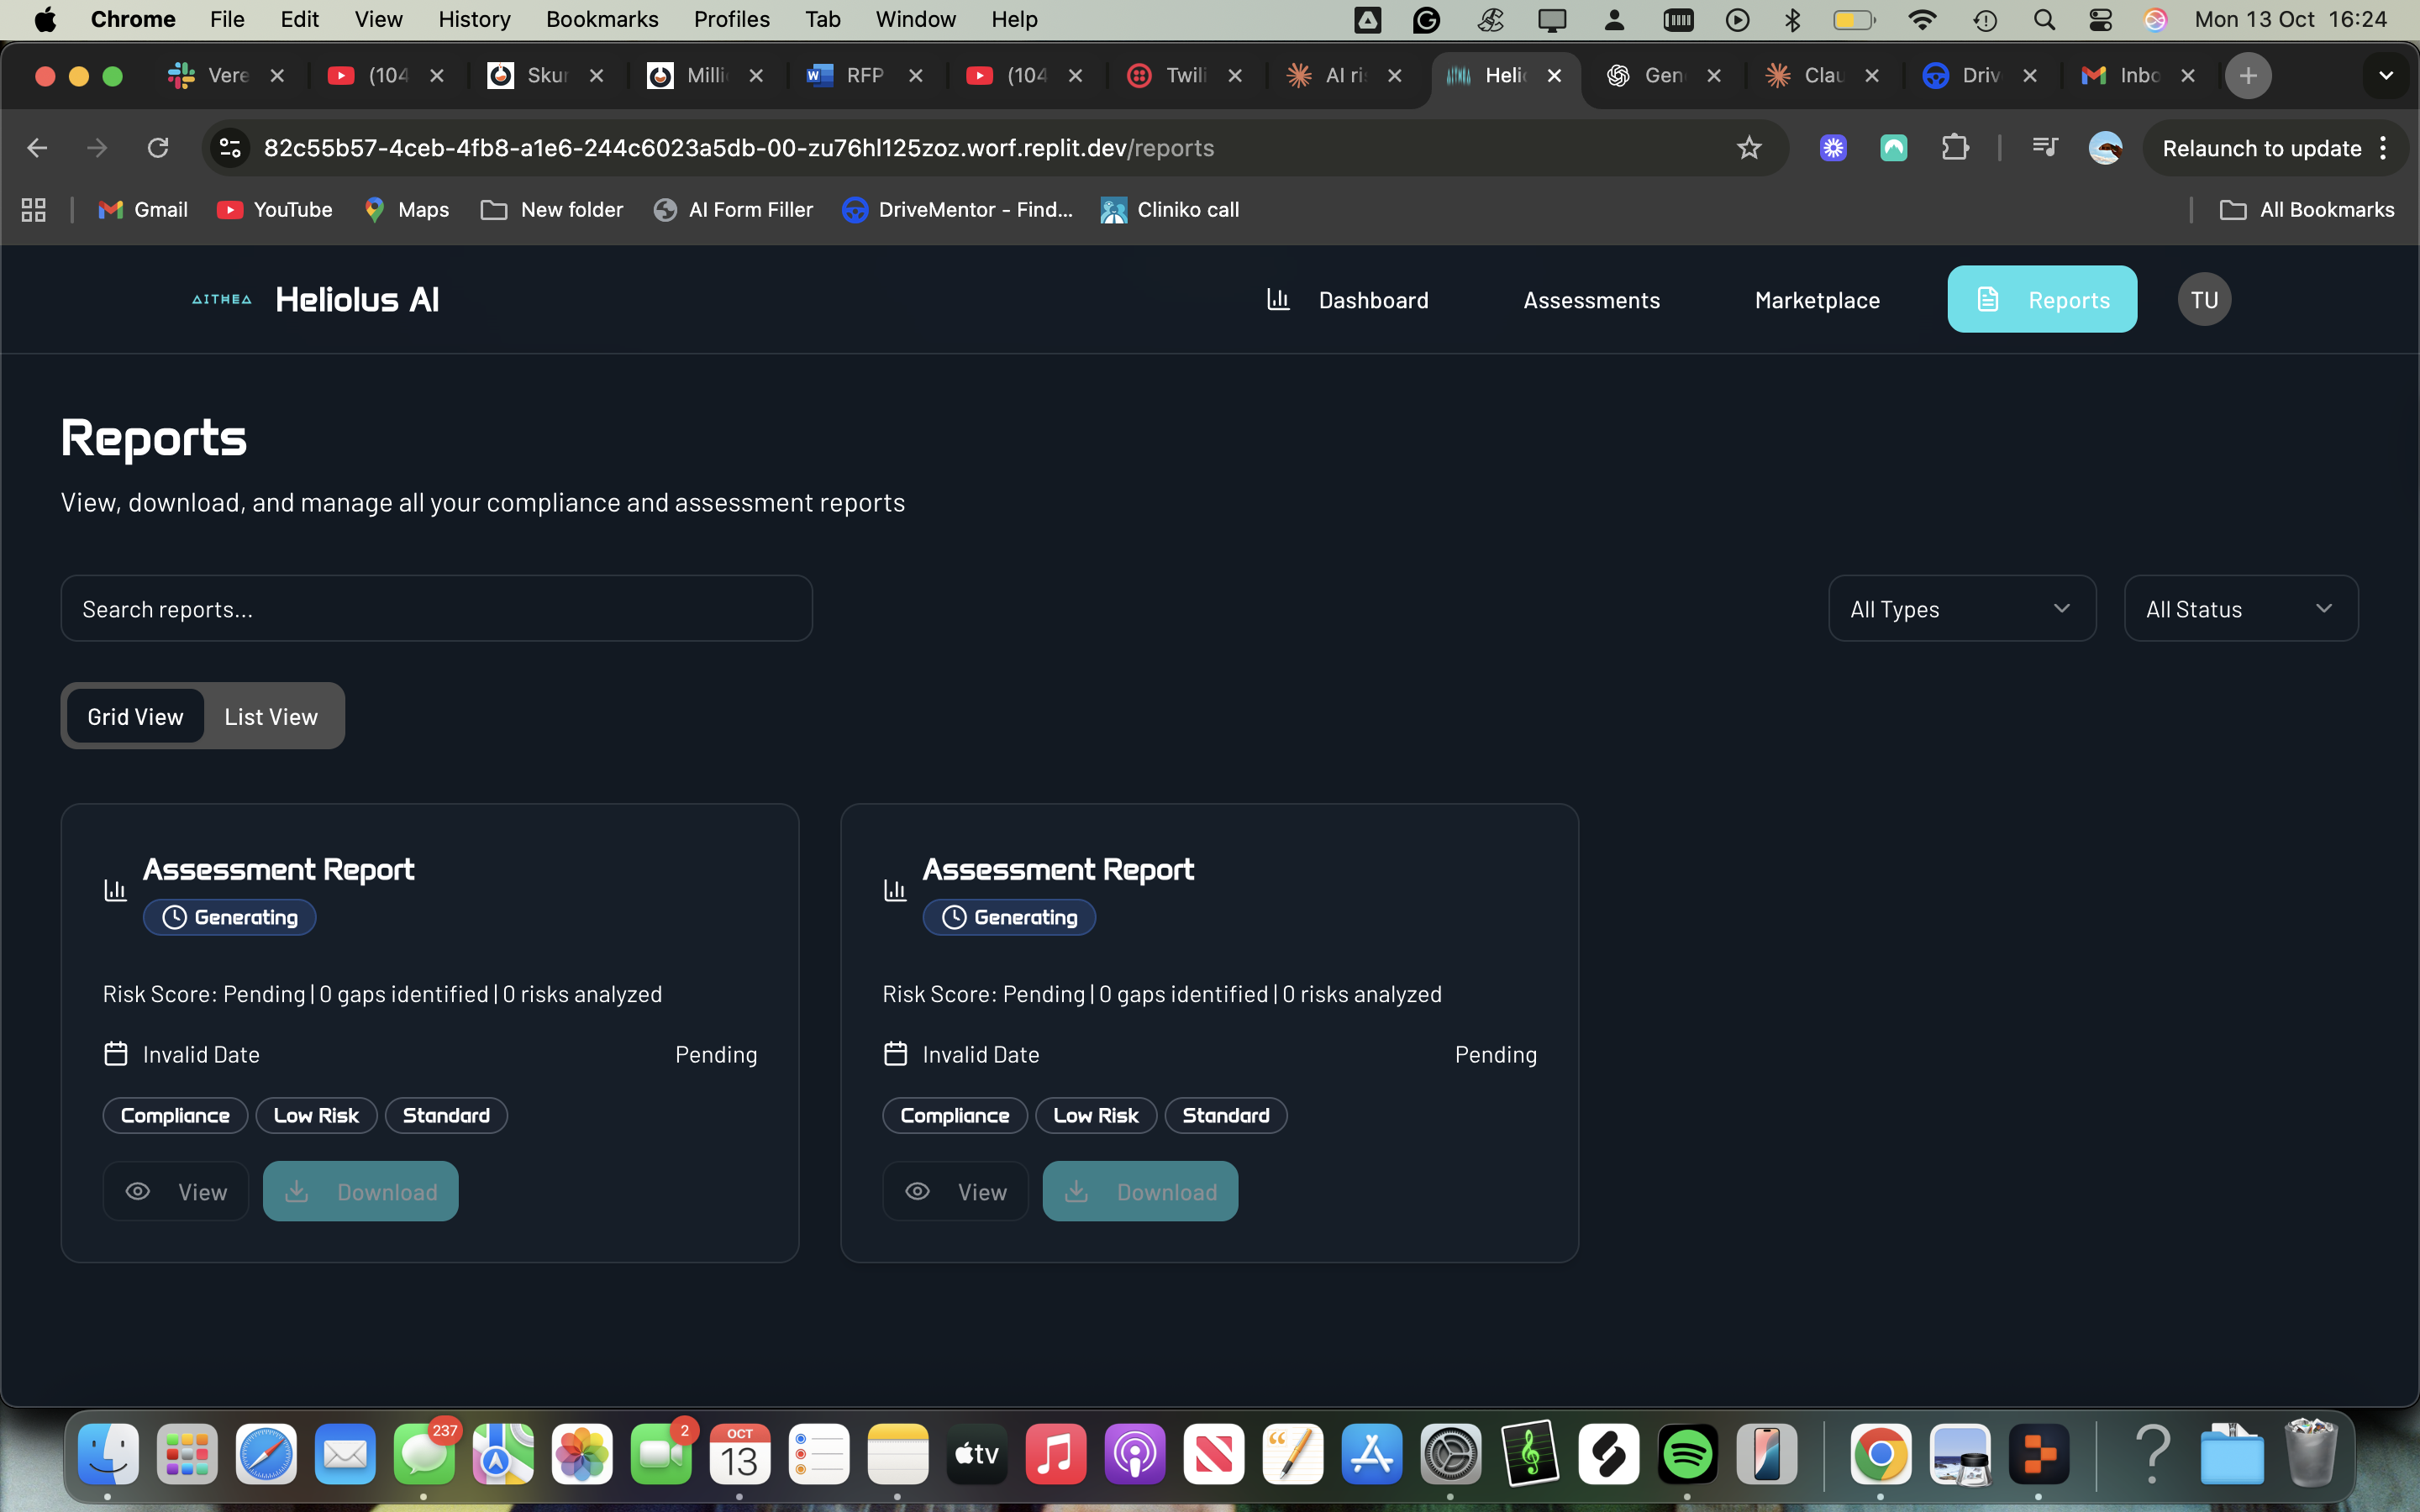 Chrome File Edit View History Bookmarks Profiles Tab Window Help Mon 13 Oct 16:24
Vere (104 Skur Milli RFP (104 Twili AI ri Helio Gen Clau Driv Inbo
82c55b57-4ceb-4fb8-a1e6-244c6023a5db-00-zu76hl125zoz.worf.replit.dev/reports Relaunch to update
Gmail YouTube Maps New folder AI Form Filler DriveMentor - Find... Cliniko call All Bookmarks
AITHEA Heliolus AI Dashboard Assessments Marketplace Reports TU
Reports
View, download, and manage all your compliance and assessment reports
Search reports... All Types All Status
Grid View List View
Assessment Report
Generating
Risk Score: Pending | 0 gaps identified | 0 risks analyzed
Invalid Date Pending
Compliance Low Risk Standard
View Download
Assessment Report
Generating
Risk Score: Pending | 0 gaps identified | 0 risks analyzed
Invalid Date Pending
Compliance Low Risk Standard
View Download
237 2 OCT 13 tv